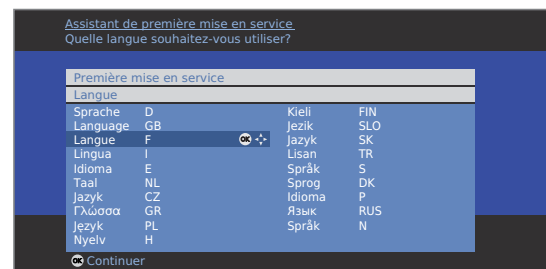 Assistant de première mise en service
Quelle langue souhaitez-vous utiliser?
Première mise en service
Langue
Sprache D Kieli FIN
Language GB Jezik SLO
Langue F OK Jazyk SK
Lingua I Lisan TR
Idioma E Språk S
Taal NL Sprog DK
Jazyk CZ Idioma P
Γλώσσα GR Язык RUS
Język PL Språk N
Nyelv H
OK Continuer